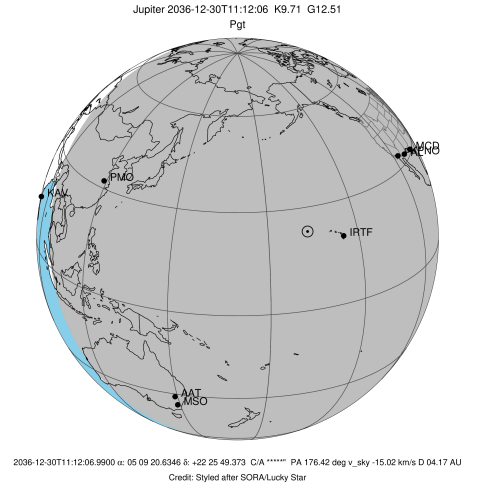 Jupiter 2036-12-30T11:12:06 K9.71 G12.51
Pgt
MCD
KPNO
PMO
KAV
IRTF
AAT
MSO
2036-12-30T11:12:06.9900 α: 05 09 20.6346 δ: +22 25 49.373 C/A *****" PA 176.42 deg v_sky -15.02 km/s D 04.17 AU
Credit: Styled after SORA/Lucky Star